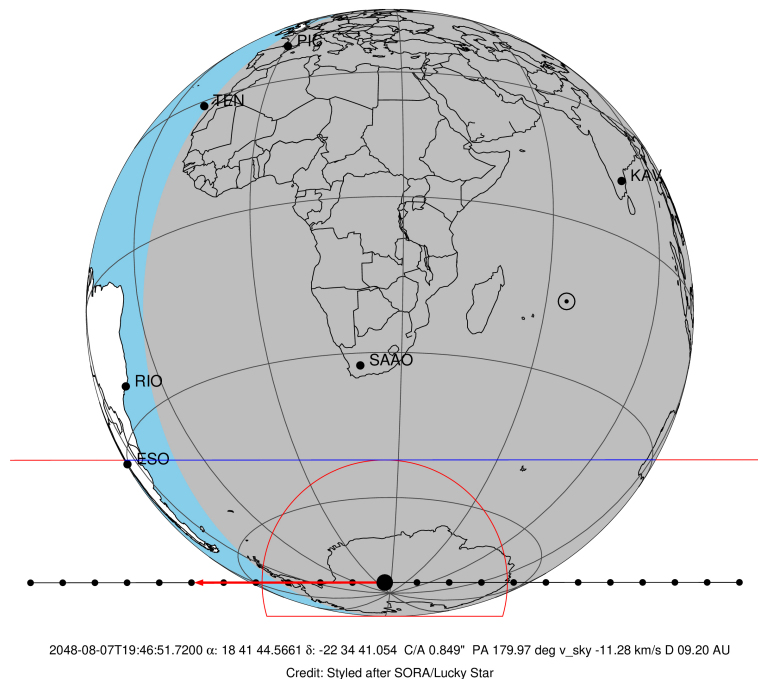 PIC
TEN
KAV
SAAO
RIO
ESO
2048-08-07T19:46:51.7200 α: 18 41 44.5661 δ: -22 34 41.054 C/A 0.849" PA 179.97 deg v_sky -11.28 km/s D 09.20 AU
Credit: Styled after SORA/Lucky Star